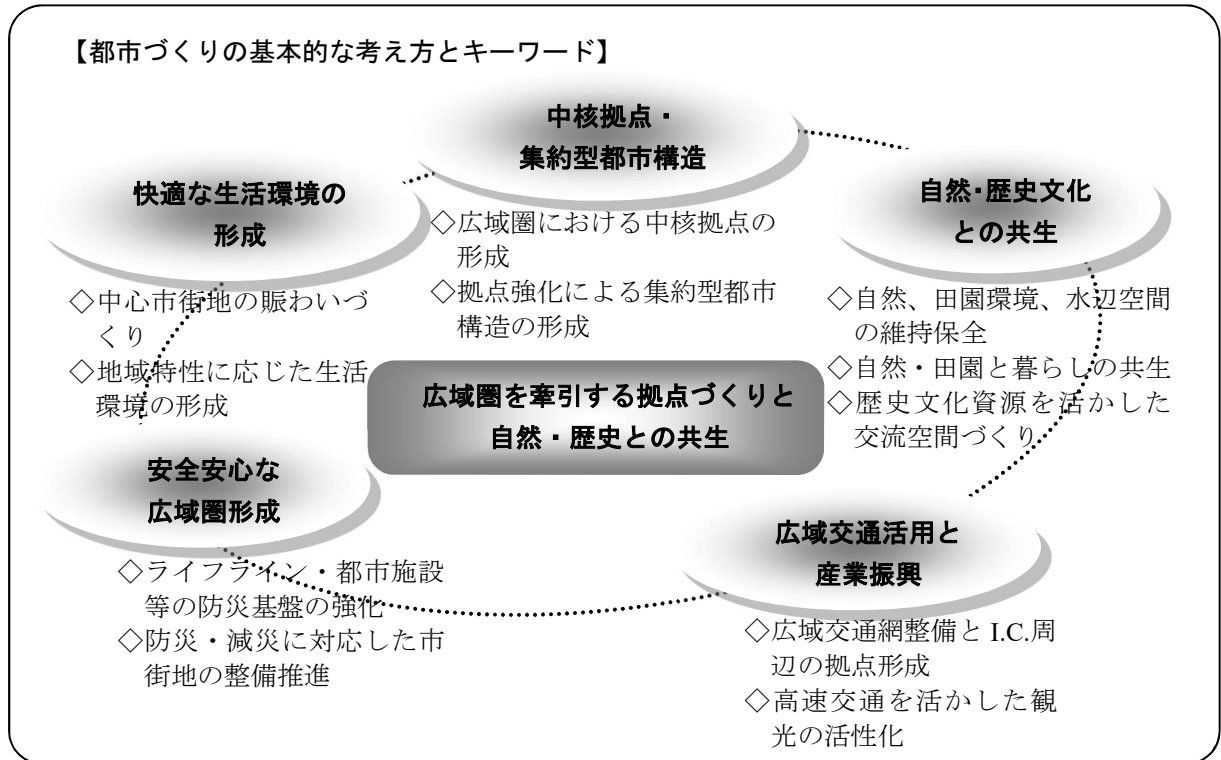 【都市づくりの基本的な考え方とキーワード】
中核拠点・
集約型都市構造
◇広域圏における中核拠点の
形成
◇拠点強化による集約型都市
構造の形成
快適な生活環境の
形成
◇中心市街地の賑わいづ
くり
◇地域特性に応じた生活
環境の形成
自然・歴史文化
との共生
◇自然、田園環境、水辺空間
の維持保全
◇自然・田園と暮らしの共生
◇歴史文化資源を活かした
交流空間づくり
広域圏を牽引する拠点づくりと
自然・歴史との共生
安全安心な
広域圏形成
◇ライフライン・都市施設
等の防災基盤の強化
◇防災・減災に対応した市
街地の整備推進
広域交通活用と
産業振興
◇広域交通網整備と I.C.周
辺の拠点形成
◇高速交通を活かした観
光の活性化